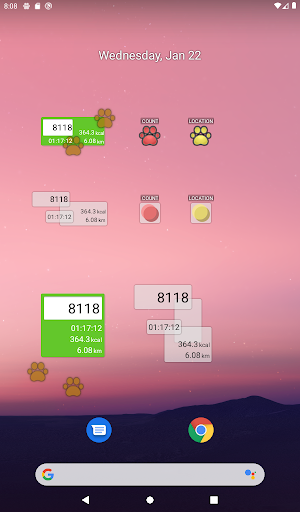 8:08
Wednesday, Jan 22
8118
364.3 kcal
01:17:12
6.08 km
COUNT
LOCATION
8118
01:17:12
364.3 kcal
6.08 km
COUNT
LOCATION
8118
01:17:12
364.3 kcal
6.08 km
8118
01:17:12
364.3 kcal
6.08 km